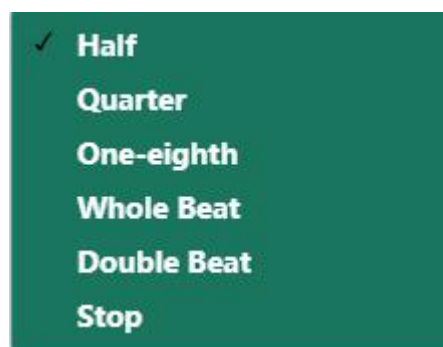 Half
Quarter
One-eighth
Whole Beat
Double Beat
Stop